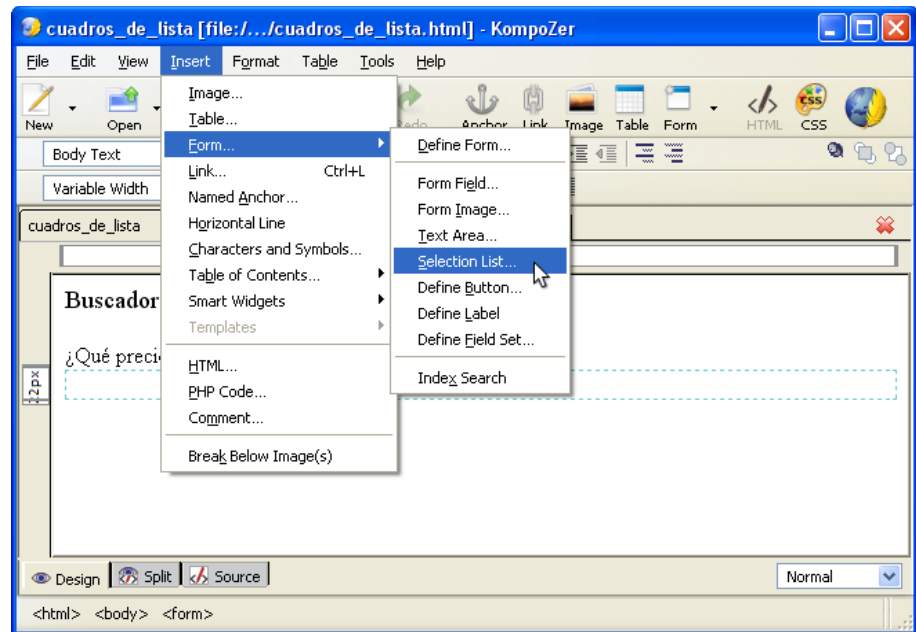 cuadros_de_lista [file:/.../cuadros_de_lista.html] - KompoZer
File Edit View Insert Format Table Tools Help
New Open Redo Anchor Link Image Table Form HTML CSS
Body Text
Variable Width
cuadros_de_lista
Image...
Table...
Form...
Link... Ctrl+L
Named Anchor...
Horizontal Line
Characters and Symbols...
Table of Contents...
Smart Widgets
Templates
HTML...
PHP Code...
Comment...
Break Below Image(s)
Define Form...
Form Field...
Form Image...
Text Area...
Selection List...
Define Button...
Define Label
Define Field Set...
Index Search
Buscador
¿Qué preci
Design Split Source Normal
<html> <body> <form>